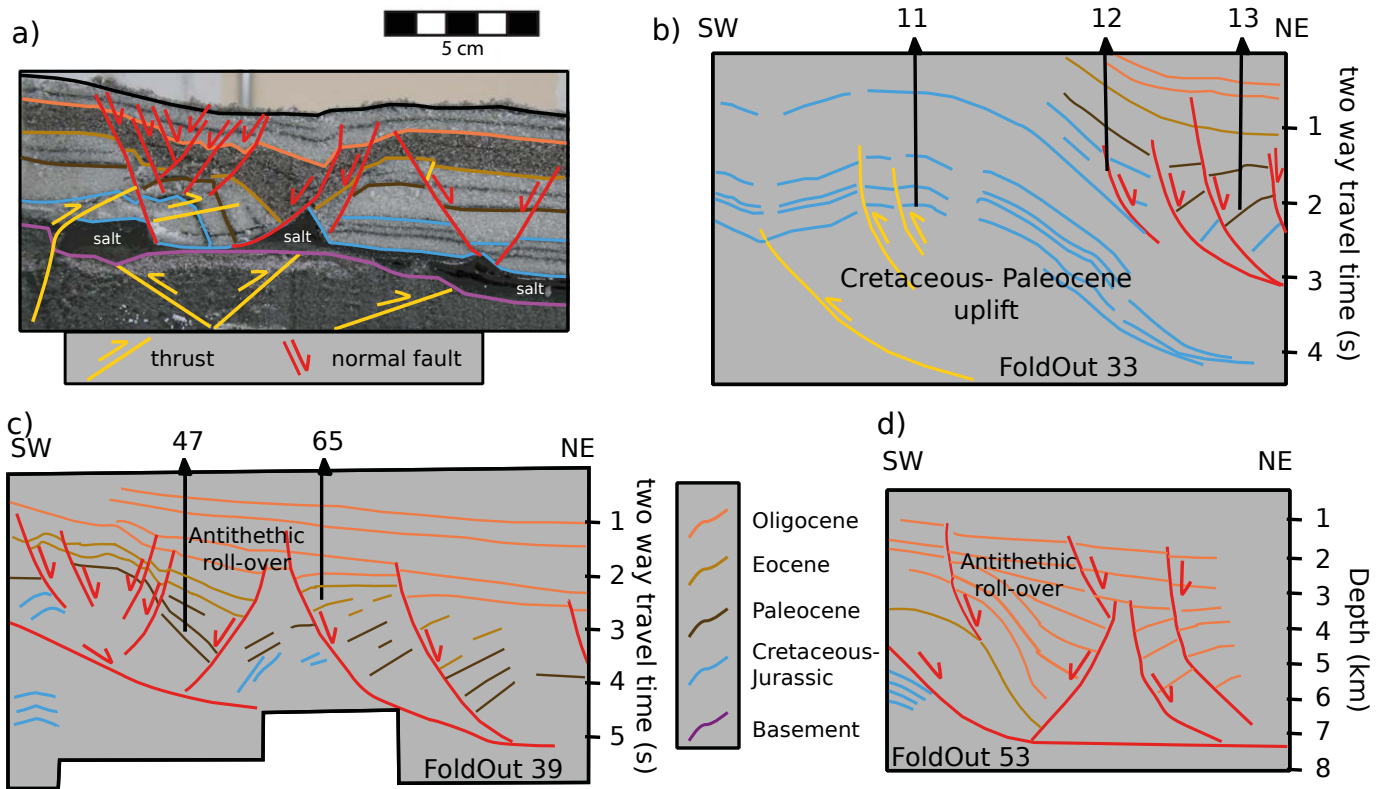 a)
5 cm
salt
salt
salt
thrust
normal fault
b)
SW
11
12
13
NE
1
2
3
4
two way travel time (s)
Cretaceous- Paleocene
uplift
FoldOut 33
c)
SW
47
65
NE
Antithethic
roll-over
1
2
3
4
5
two way travel time (s)
FoldOut 39
Oligocene
Eocene
Paleocene
Cretaceous-
Jurassic
Basement
d)
SW
NE
Antithethic
roll-over
1
2
3
4
5
6
7
8
Depth (km)
FoldOut 53